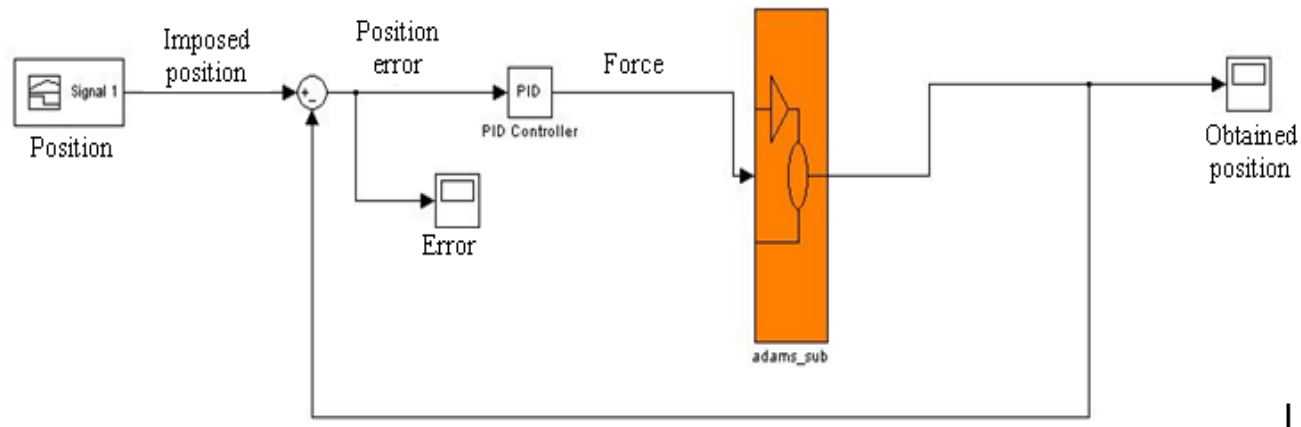 Imposed
position
Position
error
Force
Signal 1
+
-
PID
PID Controller
Position
Error
Obtained
position
adams_sub